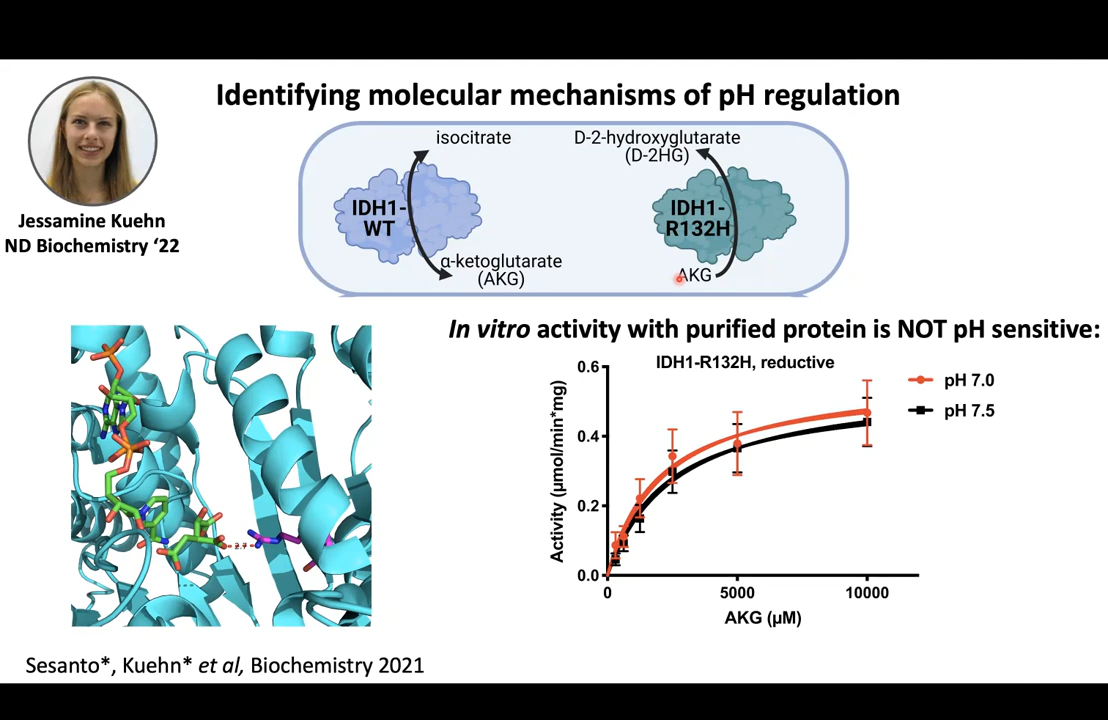 Identifying molecular mechanisms of pH regulation
Jessamine Kuehn
ND Biochemistry ‘22
isocitrate
IDH1-
WT
α-ketoglutarate
(AKG)
D-2-hydroxyglutarate
(D-2HG)
IDH1-
R132H
AKG
In vitro activity with purified protein is NOT pH sensitive:
IDH1-R132H, reductive
Activity (µmol/min*mg)
0.6
0.4
0.2
0.0
0
5000
10000
AKG (µM)
pH 7.0
pH 7.5
2.7
Sesanto*, Kuehn* et al, Biochemistry 2021